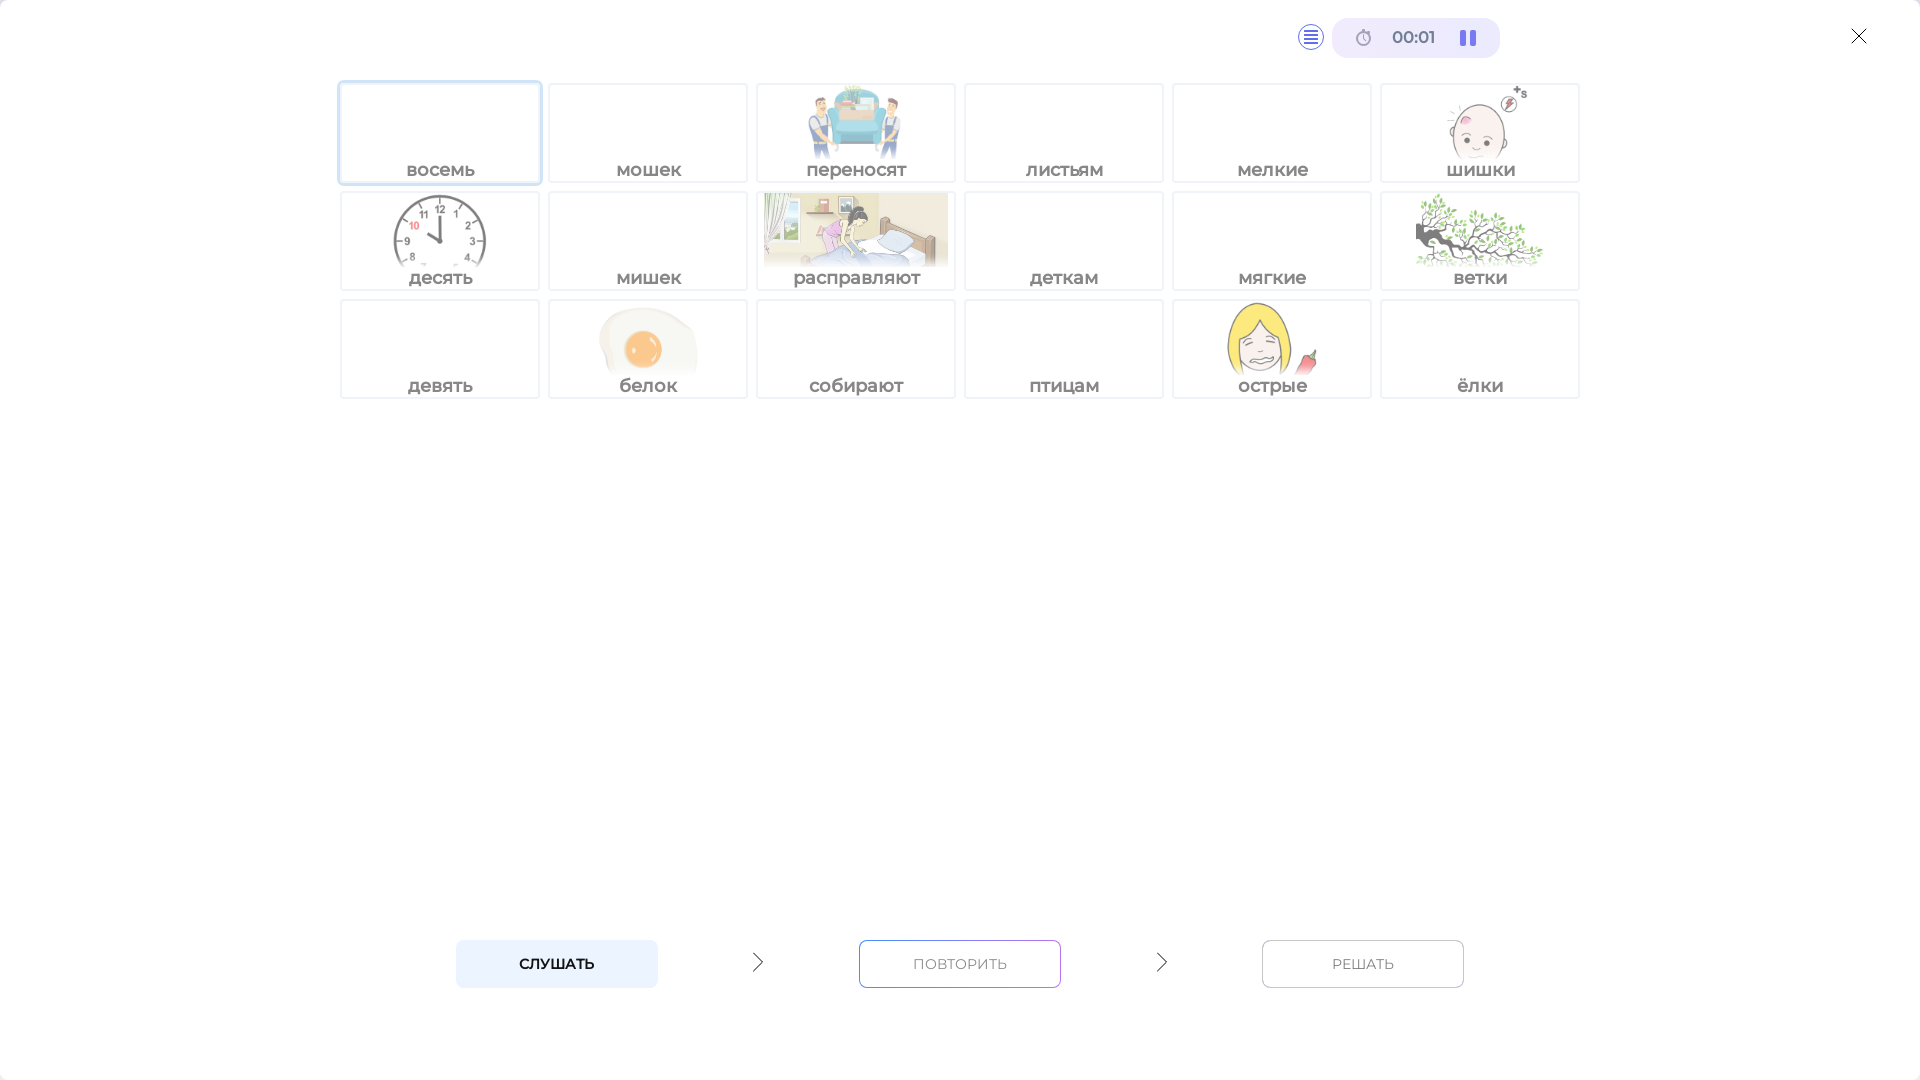 00:01
восемь мошек переносят листьям мелкие шишки
десять мишек расправляют деткам мягкие ветки
девять белок собирают птицам острые ёлки
СЛУШАТЬ ПОВТОРИТЬ РЕШАТЬ